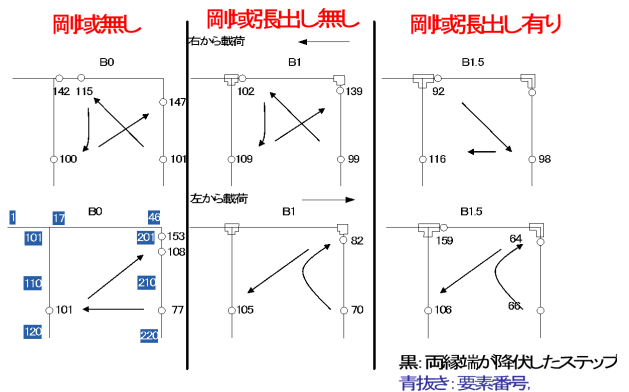 剛域無し
剛域張出し無し
剛域張出し有り
右から載荷
B0
B1
B1.5
142 115
102
139
92
147
100
101
109
99
116
98
左から載荷
1 17 B0 46
B1
B1.5
101
201 153
108
82
159
64
110
210
101
77
105
70
106
66
120
220
黒:両縁端が降伏したステップ
青抜き:要素番号,